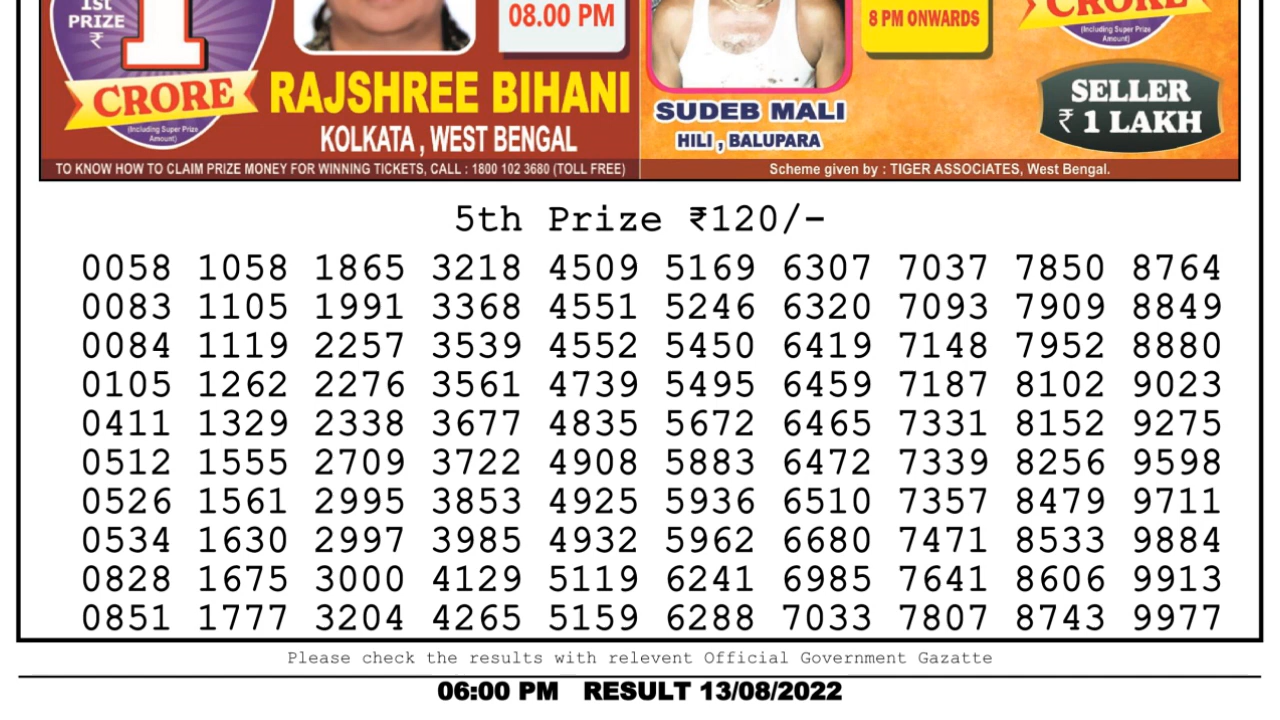 1st
PRIZE
₹
1
CRORE
(Including Super Prize
Amount)
08.00 PM
RAJSHREE BIHANI
KOLKATA, WEST BENGAL
TO KNOW HOW TO CLAIM PRIZE MONEY FOR WINNING TICKETS, CALL : 1800 102 3680 (TOLL FREE)
8 PM ONWARDS
CRORE
(Including Super Prize
Amount)
SUDEB MALI
HILI, BALUPARA
SELLER
₹ 1 LAKH
Scheme given by : TIGER ASSOCIATES, West Bengal.
5th Prize ₹120/-
0058 1058 1865 3218 4509 5169 6307 7037 7850 8764
0083 1105 1991 3368 4551 5246 6320 7093 7909 8849
0084 1119 2257 3539 4552 5450 6419 7148 7952 8880
0105 1262 2276 3561 4739 5495 6459 7187 8102 9023
0411 1329 2338 3677 4835 5672 6465 7331 8152 9275
0512 1555 2709 3722 4908 5883 6472 7339 8256 9598
0526 1561 2995 3853 4925 5936 6510 7357 8479 9711
0534 1630 2997 3985 4932 5962 6680 7471 8533 9884
0828 1675 3000 4129 5119 6241 6985 7641 8606 9913
0851 1777 3204 4265 5159 6288 7033 7807 8743 9977
Please check the results with relevent Official Government Gazatte
06:00 PM RESULT 13/08/2022